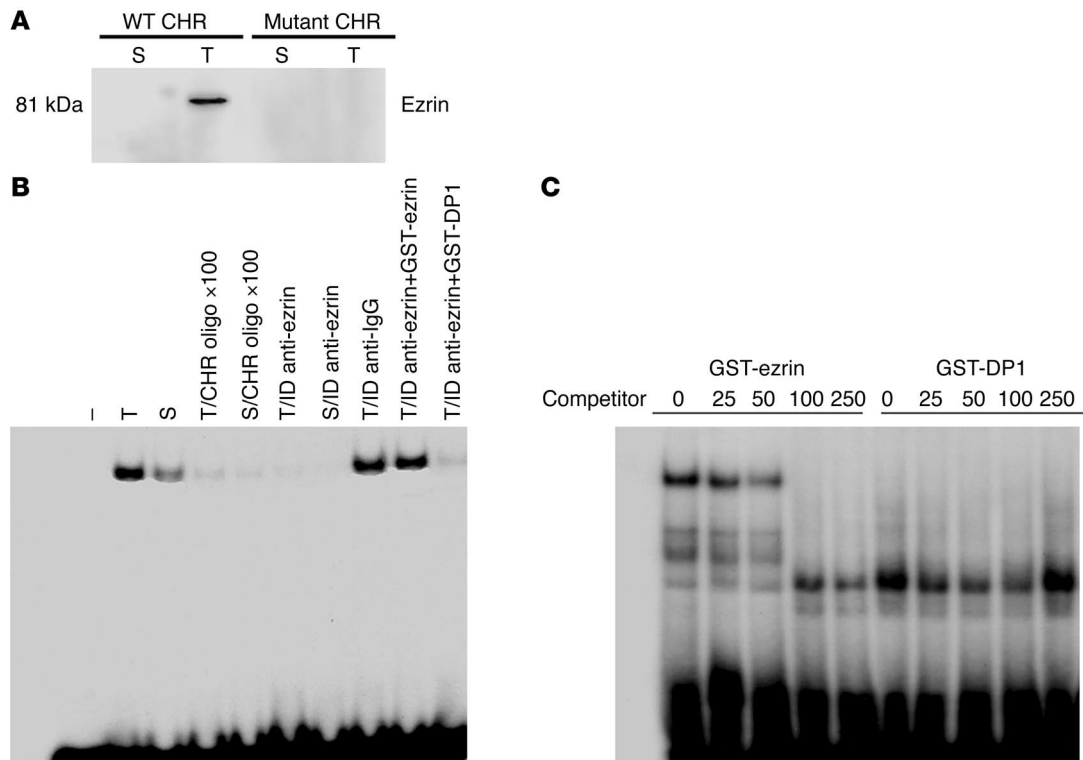 A
WT CHR Mutant CHR
S T S T
81 kDa Ezrin
B
–
T
S
T/CHR oligo ×100
S/CHR oligo ×100
T/ID anti-ezrin
S/ID anti-ezrin
T/ID anti-IgG
T/ID anti-ezrin+GST-ezrin
T/ID anti-ezrin+GST-DP1
C
GST-ezrin GST-DP1
Competitor 0 25 50 100 250 0 25 50 100 250